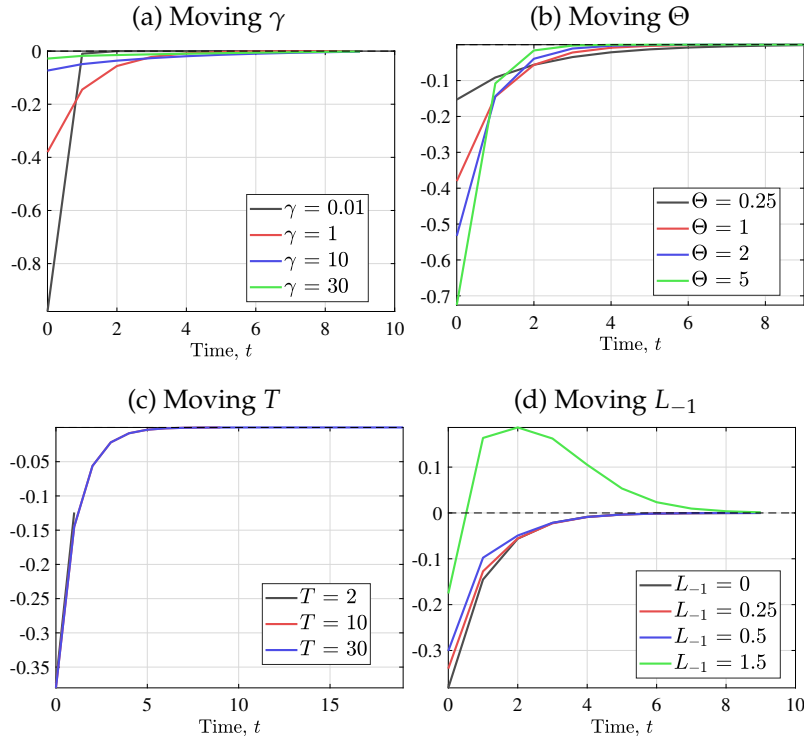 (a) Moving γ
0
-0.2
-0.4
-0.6
-0.8
γ = 0.01
γ = 1
γ = 10
γ = 30
0 2 4 6 8 10
Time, t
(b) Moving Θ
-0.1
-0.2
-0.3
-0.4
-0.5
-0.6
-0.7
Θ = 0.25
Θ = 1
Θ = 2
Θ = 5
0 2 4 6 8
Time, t
(c) Moving T
-0.05
-0.1
-0.15
-0.2
-0.25
-0.3
-0.35
T = 2
T = 10
T = 30
0 5 10 15
Time, t
(d) Moving L₋₁
0.1
0
-0.1
-0.2
-0.3
L₋₁ = 0
L₋₁ = 0.25
L₋₁ = 0.5
L₋₁ = 1.5
0 2 4 6 8 10
Time, t